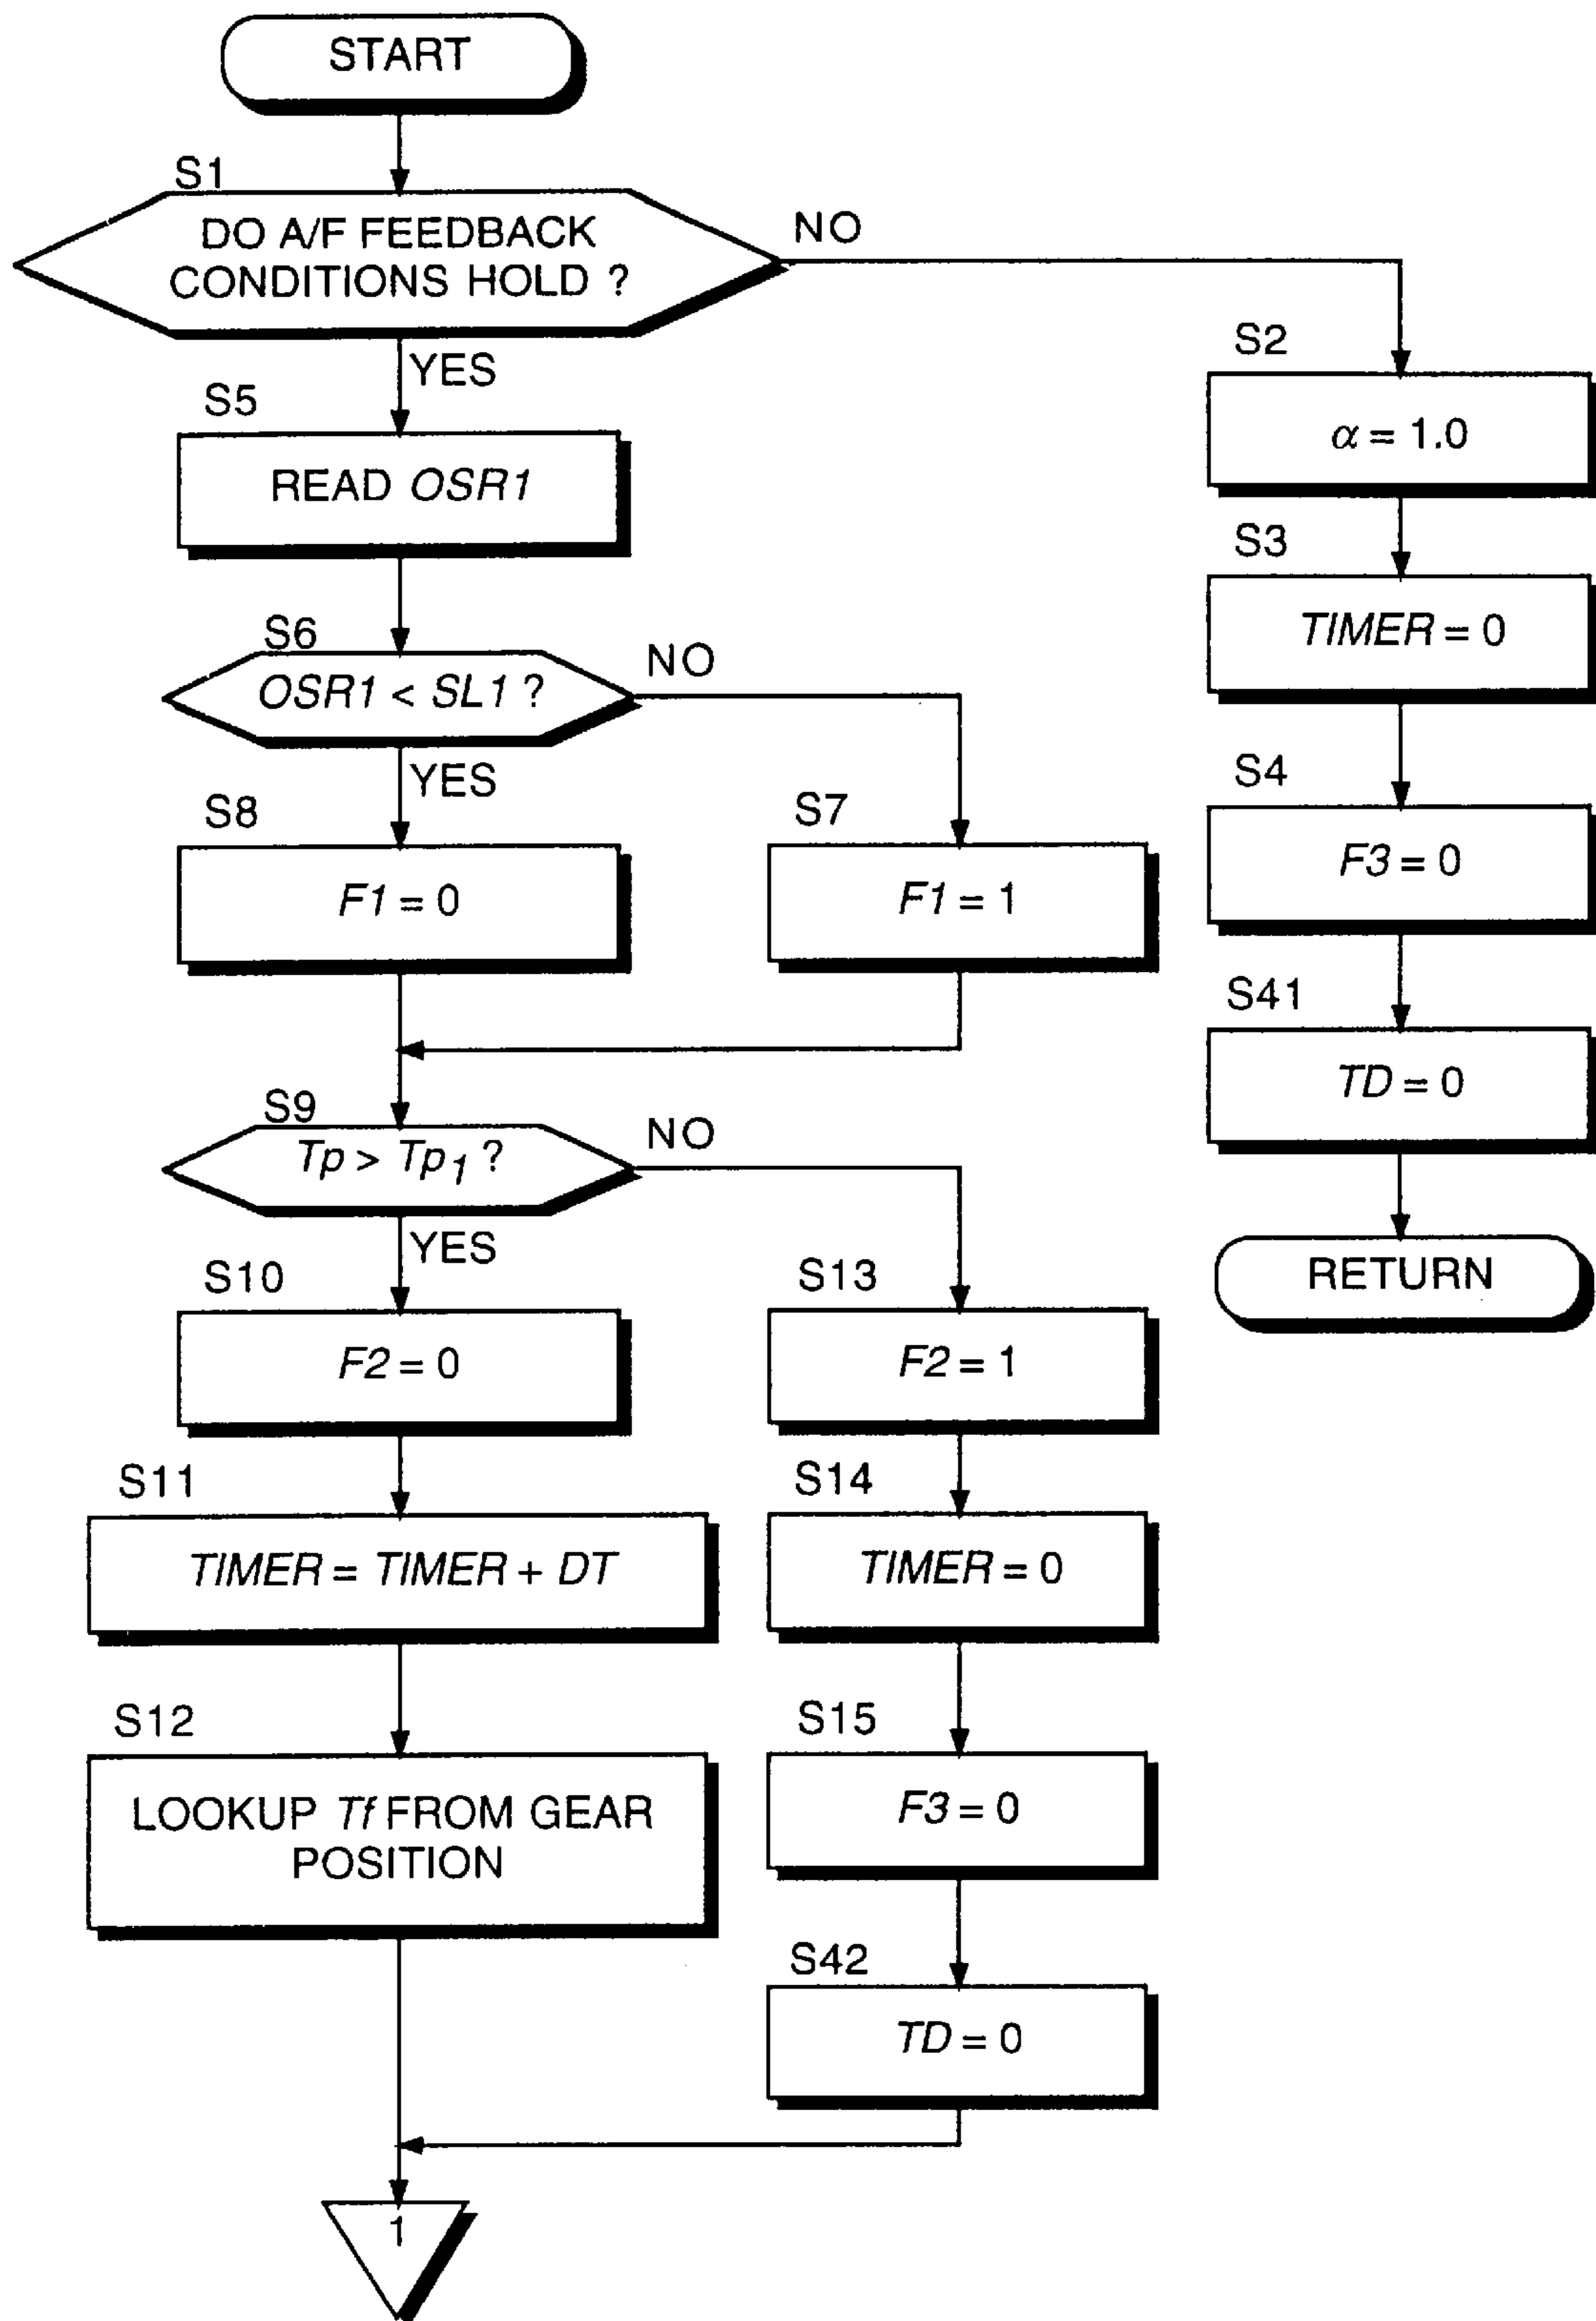 START
S1
DO A/F FEEDBACK
CONDITIONS HOLD ?
NO
YES
S2
α = 1.0
S3
TIMER = 0
S4
F3 = 0
S41
TD = 0
RETURN
S5
READ OSR1
S6
OSR1 < SL1 ?
NO
YES
S8
F1 = 0
S7
F1 = 1
S9
Tp > Tp1 ?
NO
YES
S10
F2 = 0
S11
TIMER = TIMER + DT
S12
LOOKUP Tf FROM GEAR
POSITION
S13
F2 = 1
S14
TIMER = 0
S15
F3 = 0
S42
TD = 0
1